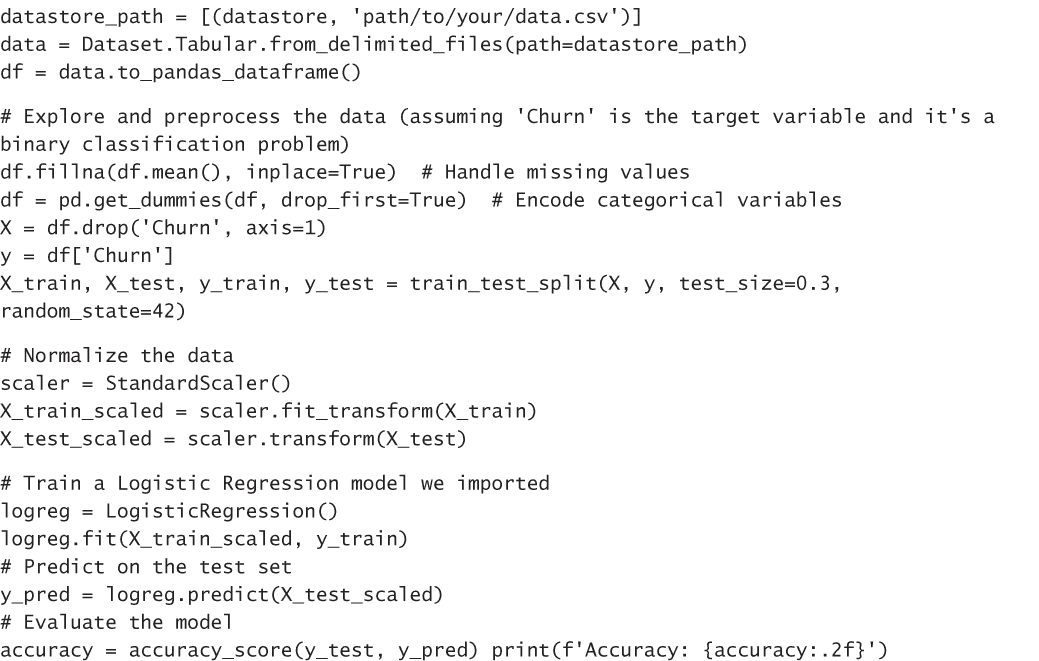 datastore_path = [(datastore, 'path/to/your/data.csv')]
data = Dataset.Tabular.from_delimited_files(path=datastore_path)
df = data.to_pandas_dataframe()
# Explore and preprocess the data (assuming 'Churn' is the target variable and it's a
binary classification problem)
df.fillna(df.mean(), inplace=True)  # Handle missing values
df = pd.get_dummies(df, drop_first=True)  # Encode categorical variables
X = df.drop('Churn', axis=1)
y = df['Churn']
X_train, X_test, y_train, y_test = train_test_split(X, y, test_size=0.3,
random_state=42)
# Normalize the data
scaler = StandardScaler()
X_train_scaled = scaler.fit_transform(X_train)
X_test_scaled = scaler.transform(X_test)
# Train a Logistic Regression model we imported
logreg = LogisticRegression()
logreg.fit(X_train_scaled, y_train)
# Predict on the test set
y_pred = logreg.predict(X_test_scaled)
# Evaluate the model
accuracy = accuracy_score(y_test, y_pred) print(f'Accuracy: {accuracy:.2f}')